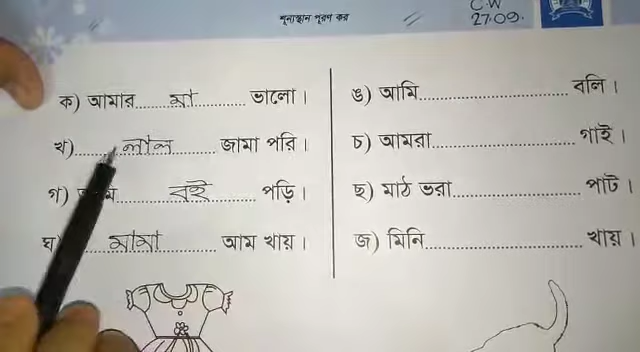 শূন্যস্থান পূরণ কর
C.W
27.09.
ক) আমার........মা........... ভালো।
খ)...........লাল........... জামা পরি।
গ) বই............ পড়ি।
ঘ) ......মামা........... আম খায়।
ঙ) আমি............................ বলি।
চ) আমরা............................ গাই।
ছ) মাঠ ভরা........................ পাট।
জ) মিনি............................ খায়।